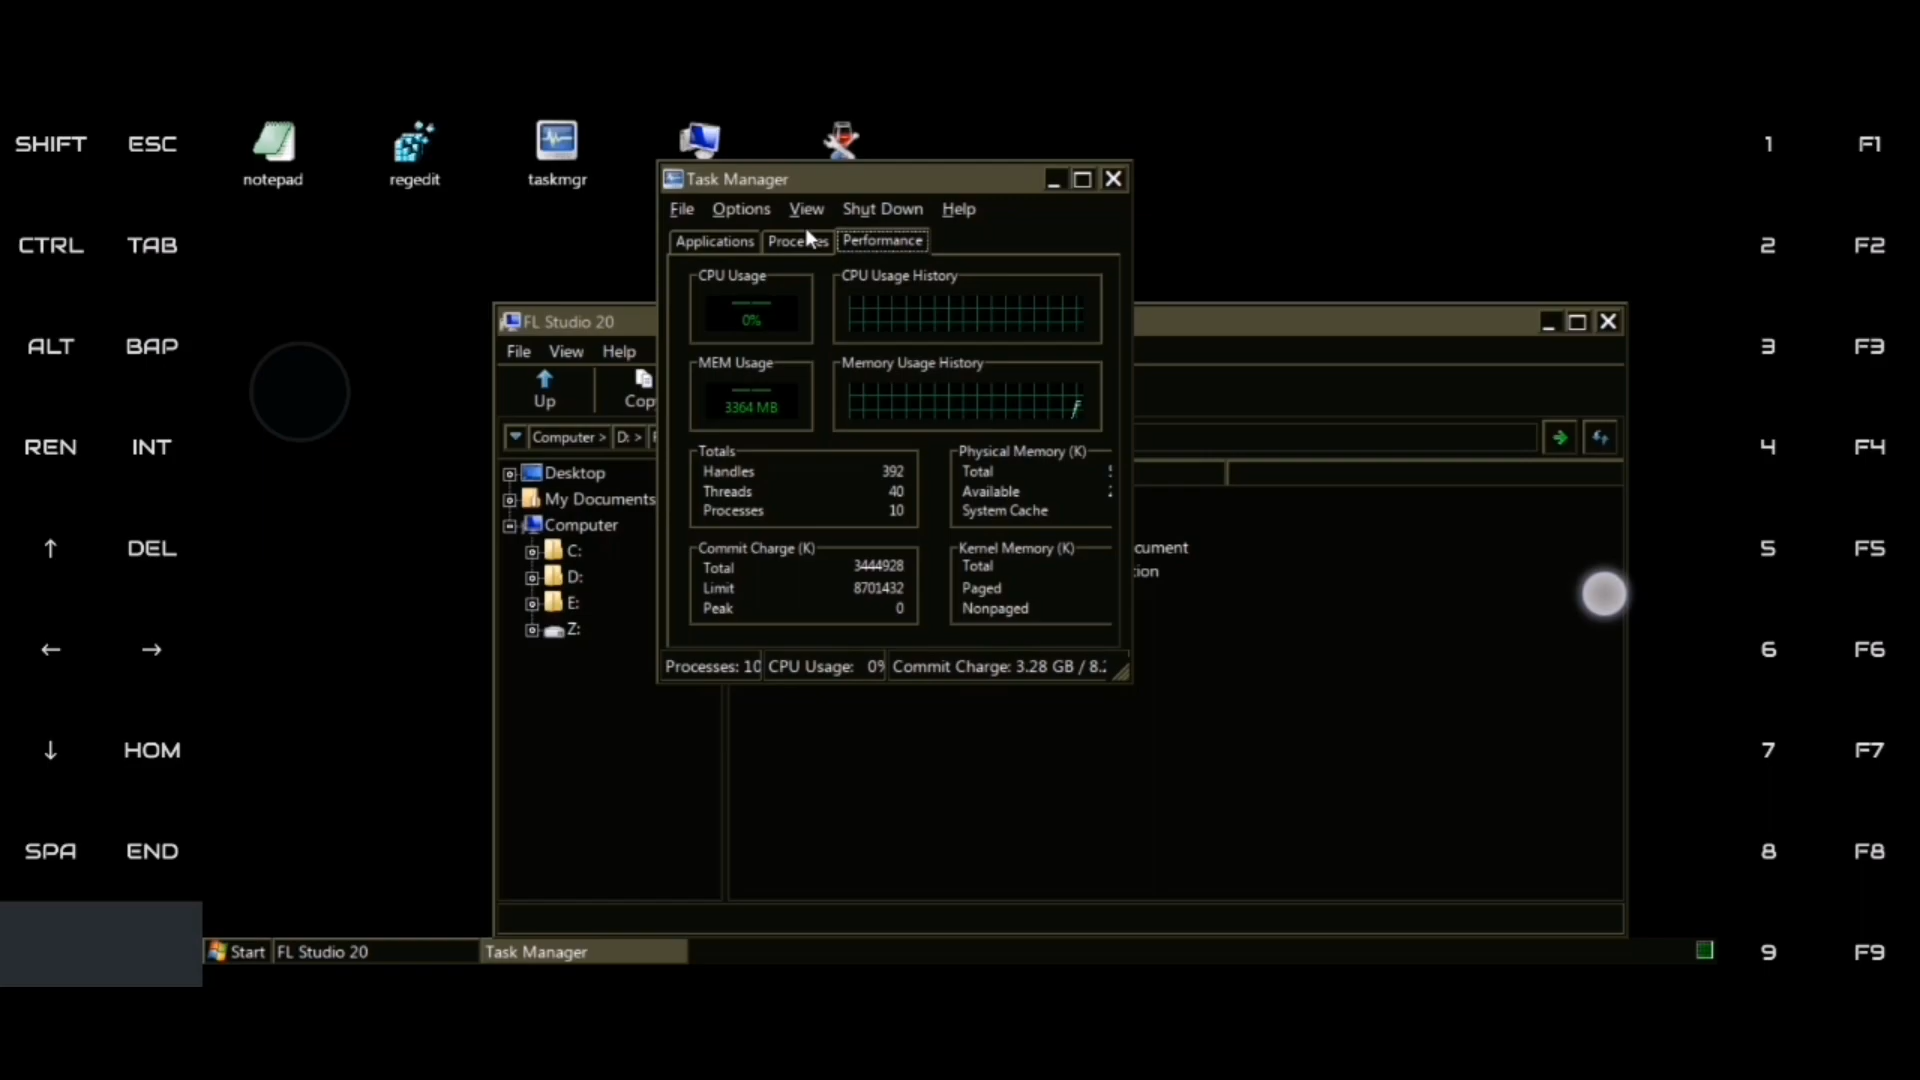 SHIFT ESC
CTRL TAB
ALT BAP
REN INT
↑ DEL
← →
↓ HOM
SPA END
notepad
regedit
taskmgr
Task Manager
File Options View Shut Down Help
Applications Performance
CPU Usage
0%
CPU Usage History
MEM Usage
3364 MB
Memory Usage History
Totals
Handles 392
Threads 40
Processes 10
Physical Memory (K)
Total
Available
System Cache
Commit Charge (K)
Total 3444928
Limit 8701432
Peak 0
Kernel Memory (K)
Total
Paged
Nonpaged
Processes: 10 CPU Usage: 0% Commit Charge: 3.28 GB / 8.
FL Studio 20
File View Help
Up
Computer > D: >
Desktop
My Documents
Computer
C:
D:
E:
Z:
cument
Start FL Studio 20 Task Manager
1 F1
2 F2
3 F3
4 F4
5 F5
6 F6
7 F7
8 F8
9 F9